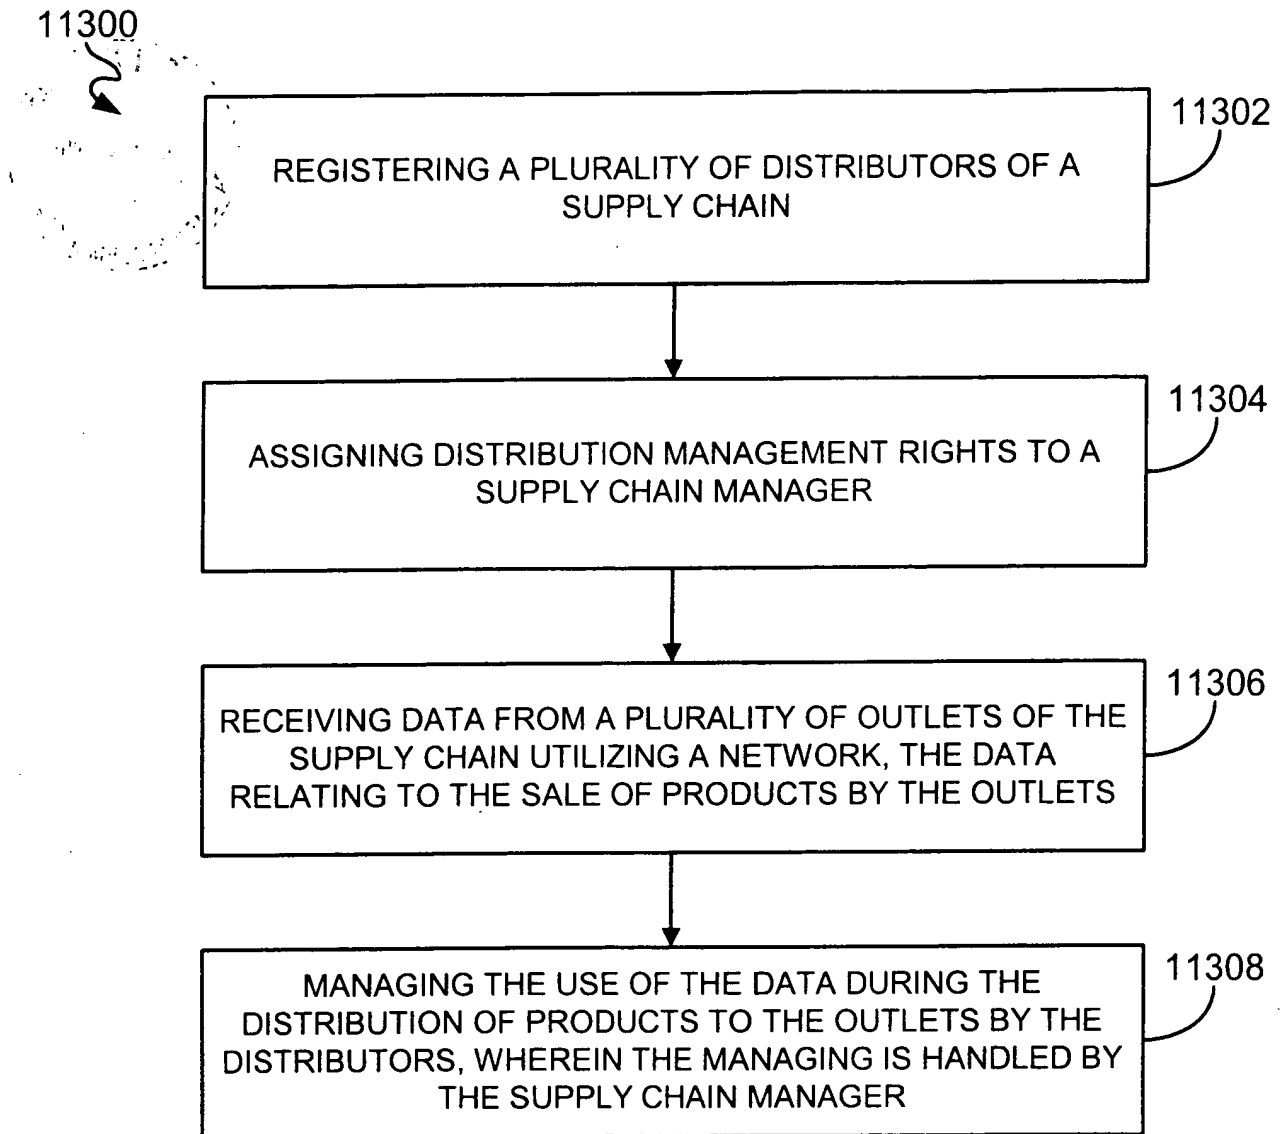 11300
11302
REGISTERING A PLURALITY OF DISTRIBUTORS OF A
SUPPLY CHAIN
11304
ASSIGNING DISTRIBUTION MANAGEMENT RIGHTS TO A
SUPPLY CHAIN MANAGER
11306
RECEIVING DATA FROM A PLURALITY OF OUTLETS OF THE
SUPPLY CHAIN UTILIZING A NETWORK, THE DATA
RELATING TO THE SALE OF PRODUCTS BY THE OUTLETS
11308
MANAGING THE USE OF THE DATA DURING THE
DISTRIBUTION OF PRODUCTS TO THE OUTLETS BY THE
DISTRIBUTORS, WHEREIN THE MANAGING IS HANDLED BY
THE SUPPLY CHAIN MANAGER